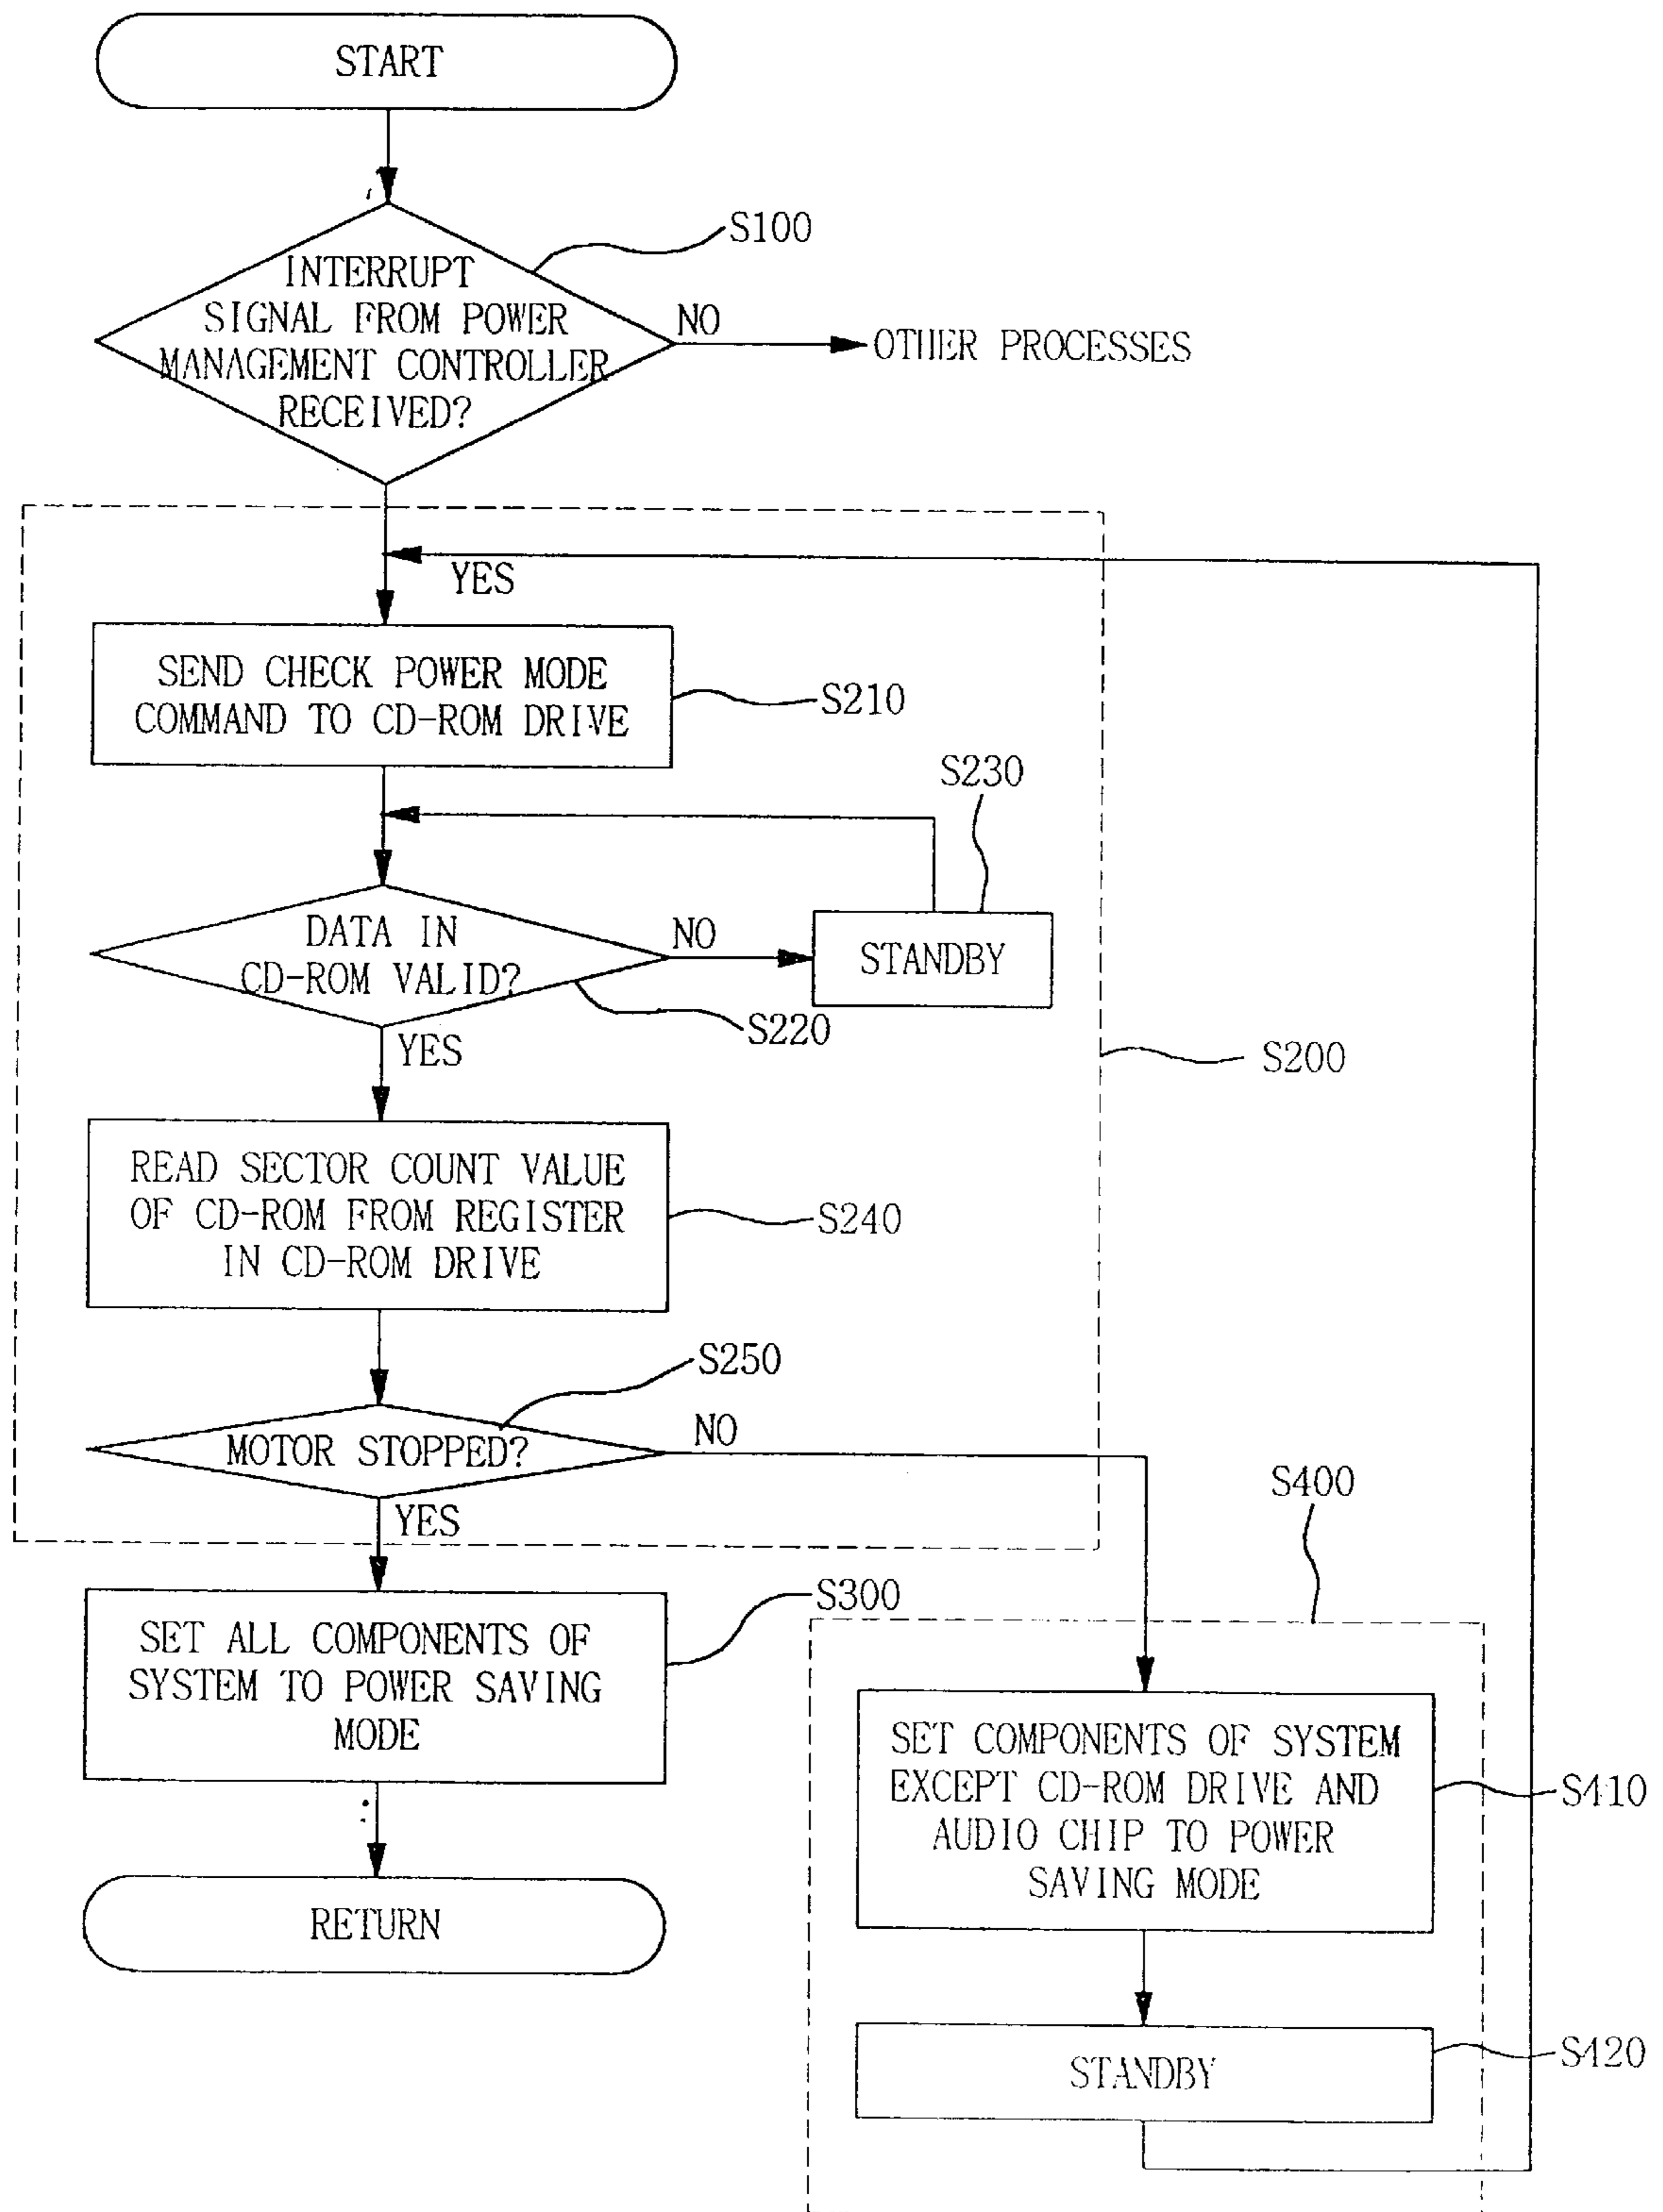 START
S100
INTERRUPT
SIGNAL FROM POWER
MANAGEMENT CONTROLLER
RECEIVED?
NO
OTHER PROCESSES
YES
SEND CHECK POWER MODE
COMMAND TO CD-ROM DRIVE
S210
S230
DATA IN
CD-ROM VALID?
NO
STANDBY
S220
YES
S200
READ SECTOR COUNT VALUE
OF CD-ROM FROM REGISTER
IN CD-ROM DRIVE
S240
S250
MOTOR STOPPED?
NO
YES
S400
S300
SET ALL COMPONENTS OF
SYSTEM TO POWER SAVING
MODE
SET COMPONENTS OF SYSTEM
EXCEPT CD-ROM DRIVE AND
AUDIO CHIP TO POWER
SAVING MODE
S410
RETURN
STANDBY
S420